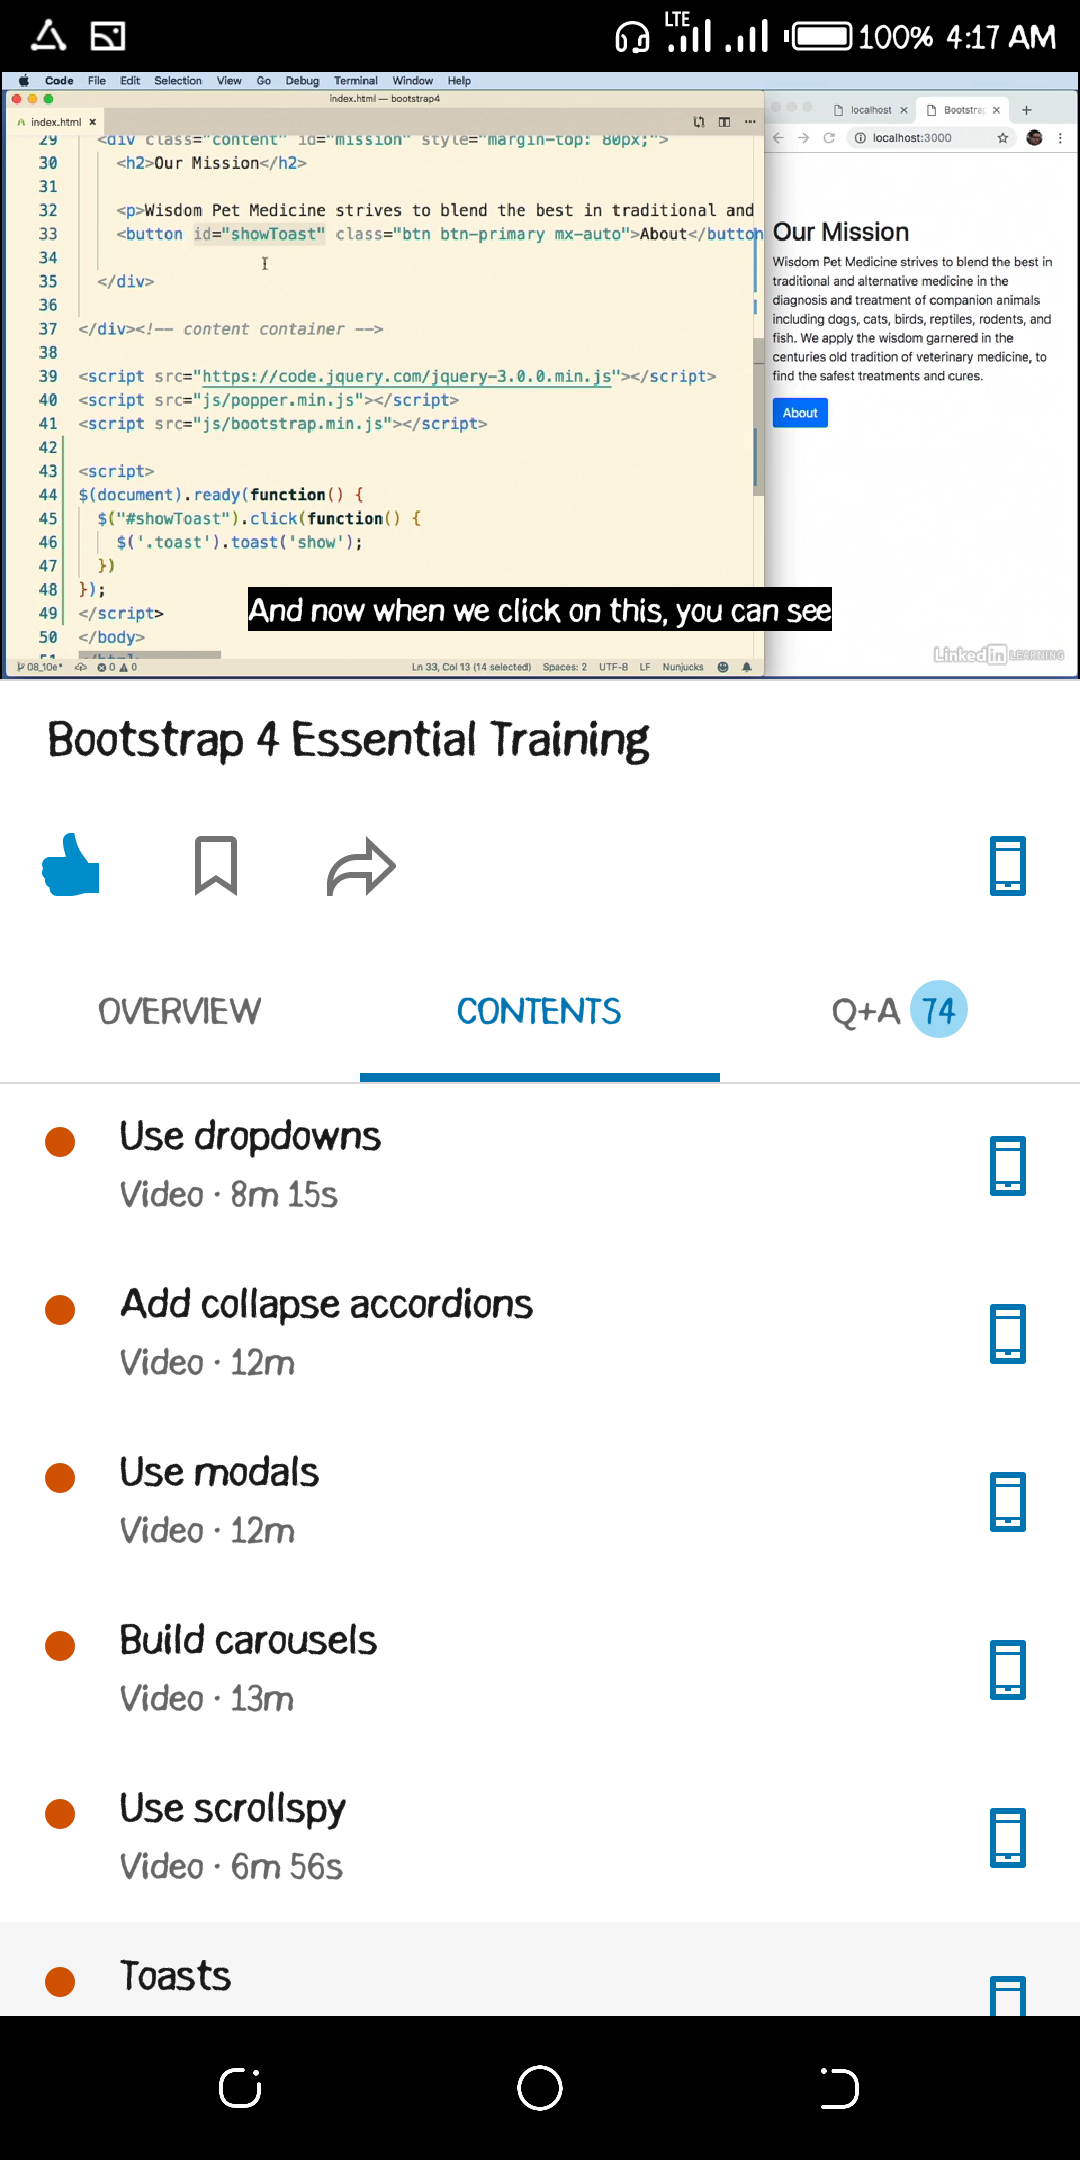 LTE 100% 4:17 AM
Code File Edit Selection View Go Debug Terminal Window Help
index.html — bootstrap4
index.html ×
localhost × Bootstra × +
localhost:3000
29 <div class="content" id="mission" style="margin-top: 80px;">
30 <h2>Our Mission</h2>
31
32 <p>Wisdom Pet Medicine strives to blend the best in traditional and
33 <button id="showToast" class="btn btn-primary mx-auto">About</button
34
35 </div>
36
37 </div><!-- content container -->
38
39 <script src="https://code.jquery.com/jquery-3.0.0.min.js"></script>
40 <script src="js/popper.min.js"></script>
41 <script src="js/bootstrap.min.js"></script>
42
43 <script>
44 $(document).ready(function() {
45 $("#showToast").click(function() {
46 $('.toast').toast('show');
47 })
48 });
49 </script>
50 </body>
51 </html>
08_10e* 0 0 Ln 33, Col 13 (14 selected) Spaces: 2 UTF-8 LF Nunjucks
Our Mission
Wisdom Pet Medicine strives to blend the best in
traditional and alternative medicine in the
diagnosis and treatment of companion animals
including dogs, cats, birds, reptiles, rodents, and
fish. We apply the wisdom garnered in the
centuries old tradition of veterinary medicine, to
find the safest treatments and cures.
About
And now when we click on this, you can see
Linked in LEARNING
Bootstrap 4 Essential Training
OVERVIEW CONTENTS Q+A 74
Use dropdowns
Video · 8m 15s
Add collapse accordions
Video · 12m
Use modals
Video · 12m
Build carousels
Video · 13m
Use scrollspy
Video · 6m 56s
Toasts